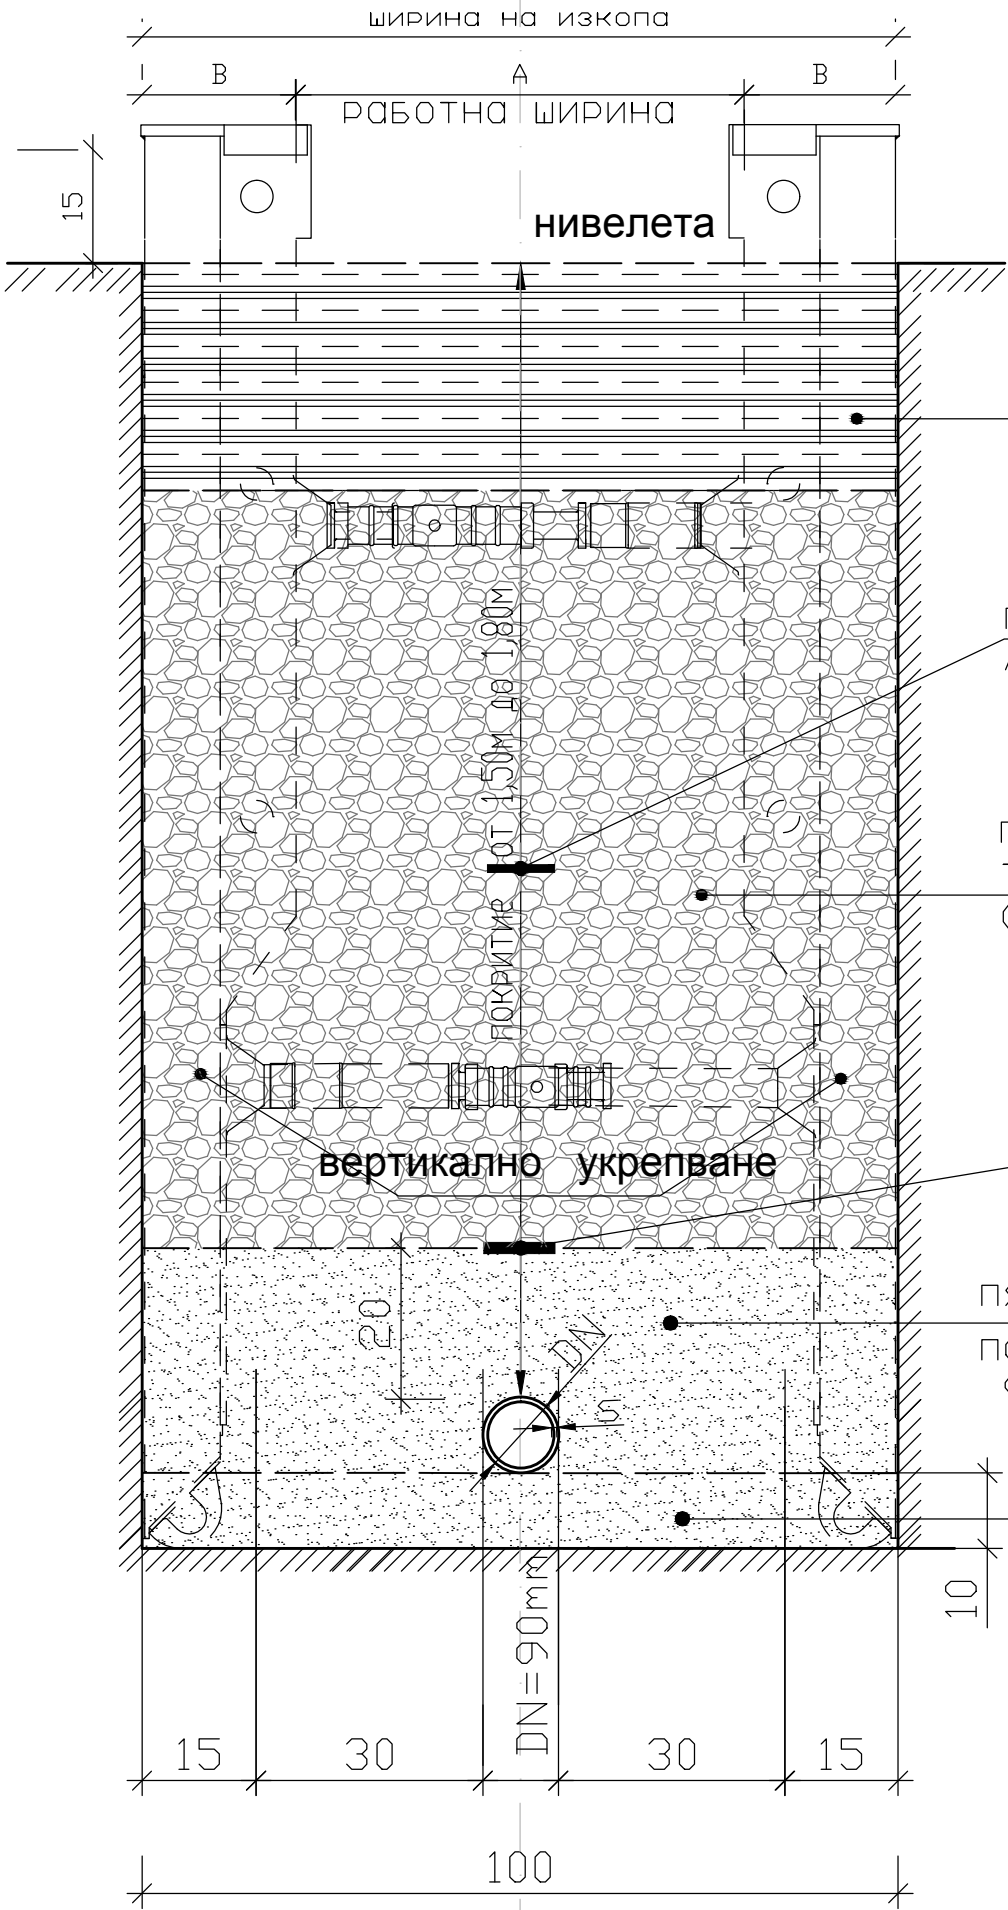 ширина на изкопа
B A B
РАБОТНА ШИРИНА
15
нивелета
ПОКРИТИЕ ОТ 1,50м до 1,80м
вертикално укрепване
20
DN
s
10
DN=90mm
15 30 30 15
100